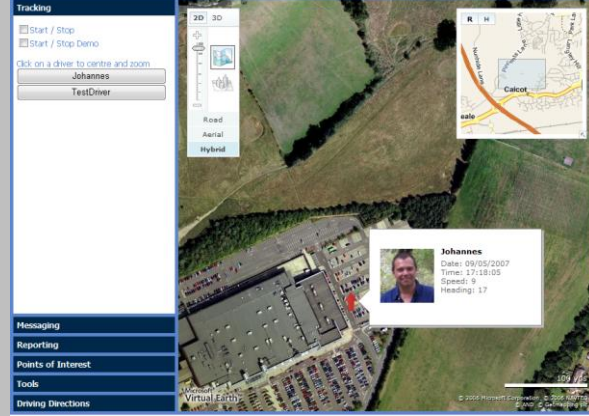 Tracking
Start / Stop
Start / Stop Demo
Click on a driver to centre and zoom
Johannes
TestDriver
Messaging
Reporting
Points of Interest
Tools
Driving Directions
2D 3D
Road
Aerial
Hybrid
R H
Calcot
eale
Johannes
Date: 09/05/2007
Time: 17:18:05
Speed: 9
Heading: 17
Microsoft
Virtual Earth
© 2006 Microsoft Corporation